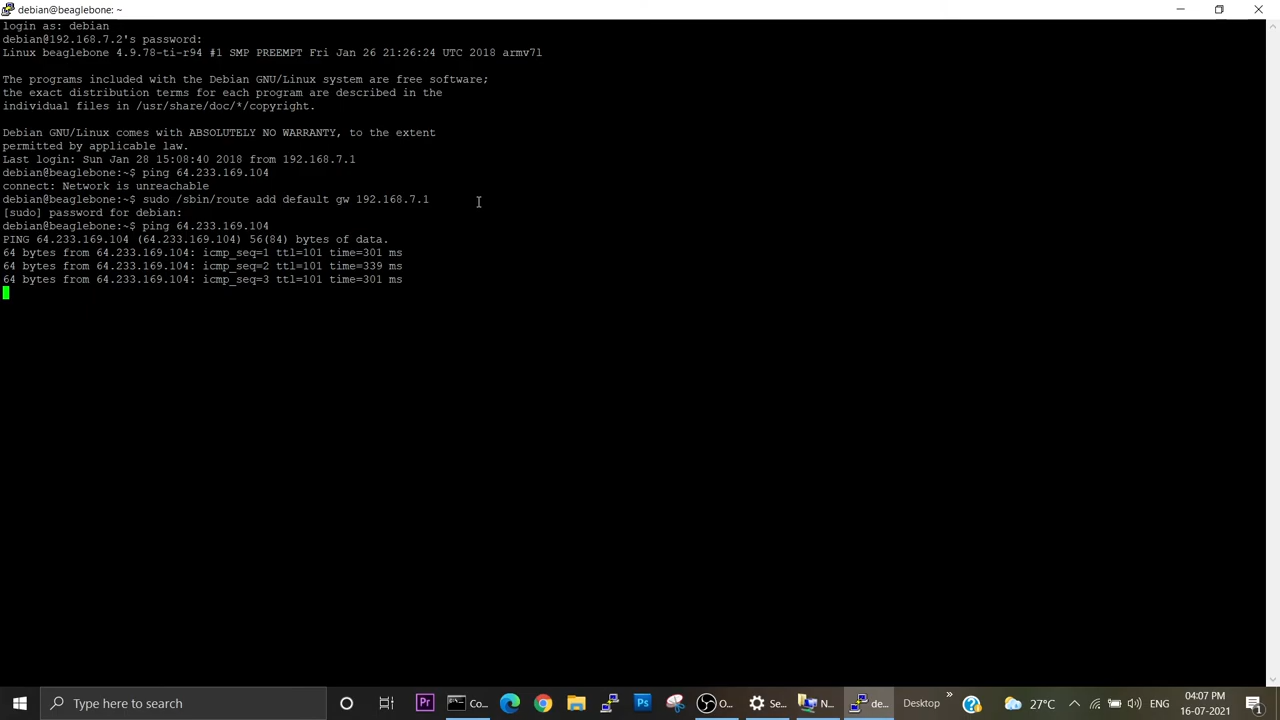 debian@beaglebone: ~
login as: debian
debian@192.168.7.2's password:
Linux beaglebone 4.9.78-ti-r94 #1 SMP PREEMPT Fri Jan 26 21:26:24 UTC 2018 armv7l
The programs included with the Debian GNU/Linux system are free software;
the exact distribution terms for each program are described in the
individual files in /usr/share/doc/*/copyright.
Debian GNU/Linux comes with ABSOLUTELY NO WARRANTY, to the extent
permitted by applicable law.
Last login: Sun Jan 28 15:08:40 2018 from 192.168.7.1
debian@beaglebone:~$ ping 64.233.169.104
connect: Network is unreachable
debian@beaglebone:~$ sudo /sbin/route add default gw 192.168.7.1
[sudo] password for debian:
debian@beaglebone:~$ ping 64.233.169.104
PING 64.233.169.104 (64.233.169.104) 56(84) bytes of data.
64 bytes from 64.233.169.104: icmp_seq=1 ttl=101 time=301 ms
64 bytes from 64.233.169.104: icmp_seq=2 ttl=101 time=339 ms
64 bytes from 64.233.169.104: icmp_seq=3 ttl=101 time=301 ms
Type here to search
Pr
Co...
Ps
O...
Se...
N...
de...
Desktop
27°C
ENG
04:07 PM
16-07-2021
1